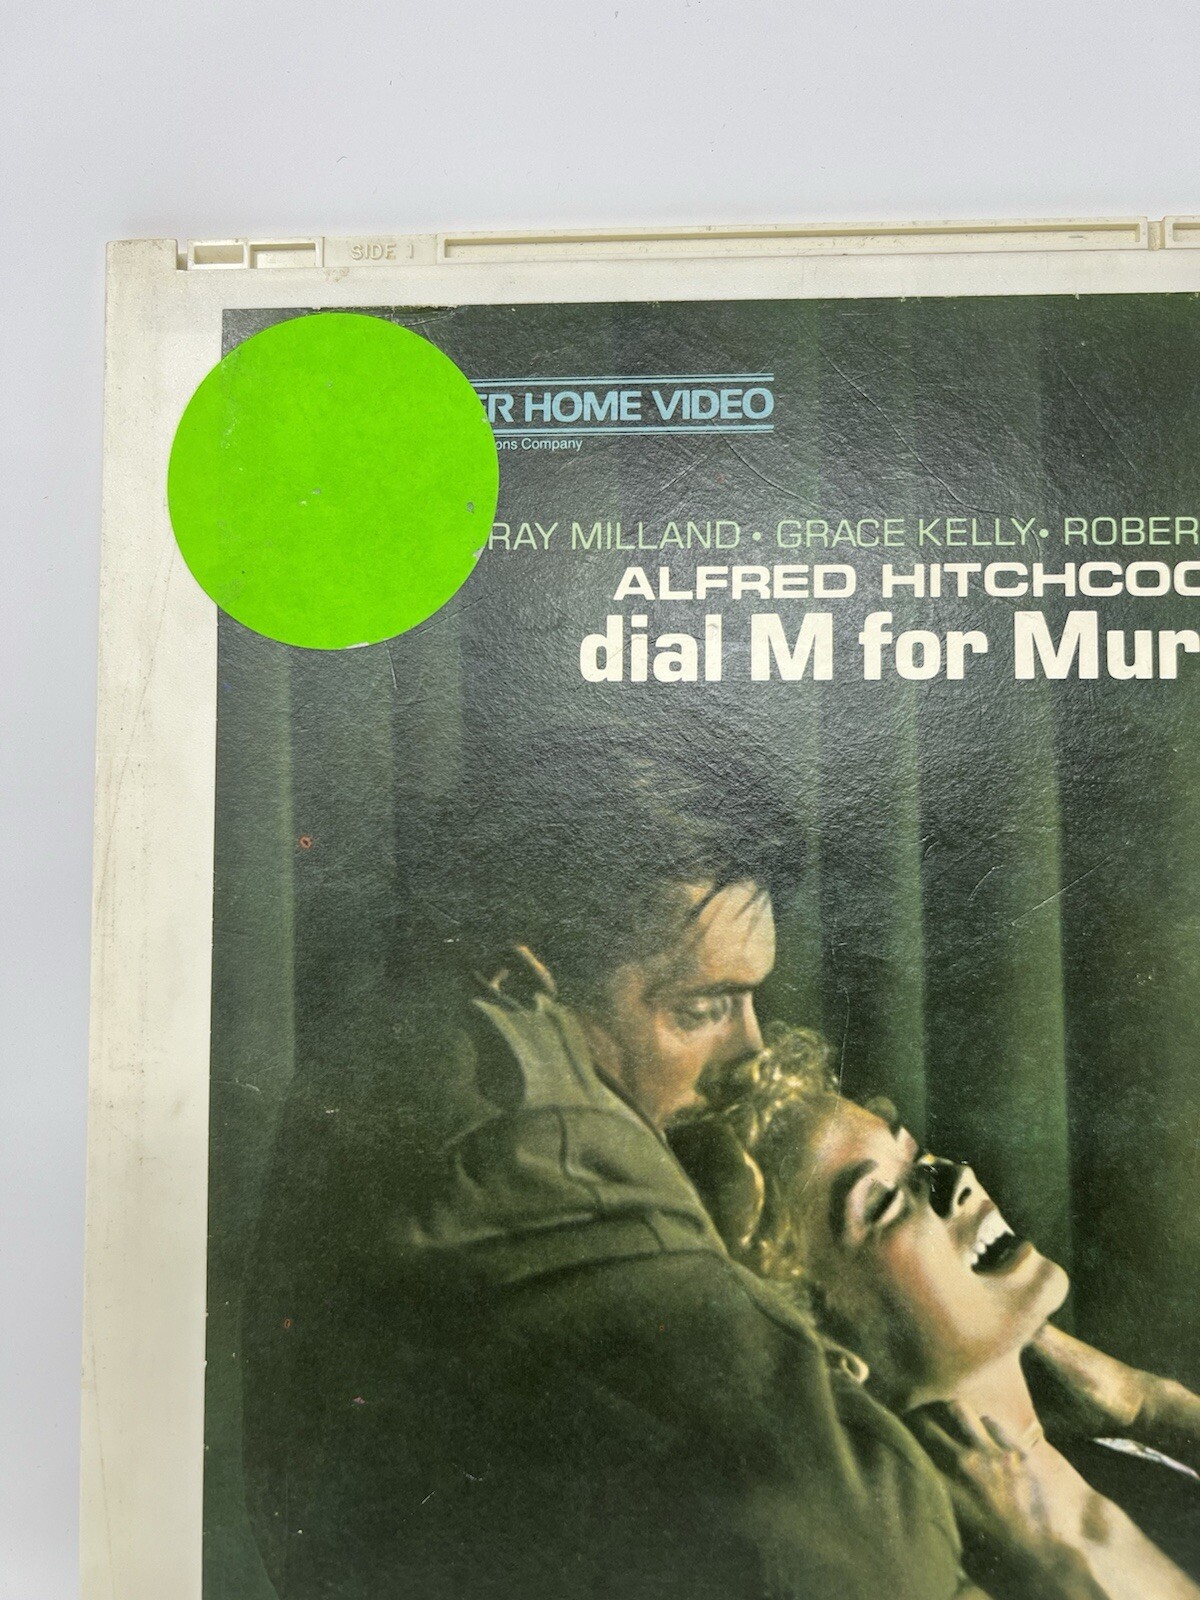 SIDE 1
ER HOME VIDEO
ons Company
RAY MILLAND • GRACE KELLY • ROBER
ALFRED HITCHCOC
dial M for Mur